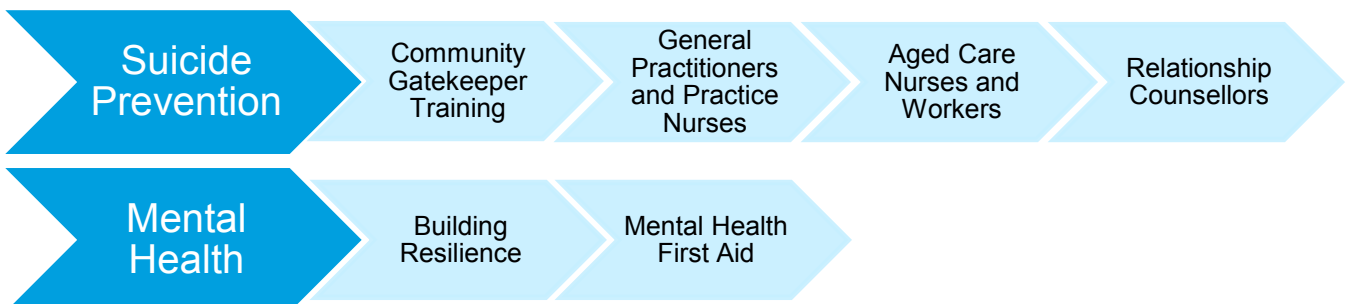 Suicide
Prevention
Community
Gatekeeper
Training
General
Practitioners
and Practice
Nurses
Aged Care
Nurses and
Workers
Relationship
Counsellors
Mental
Health
Building
Resilience
Mental Health
First Aid